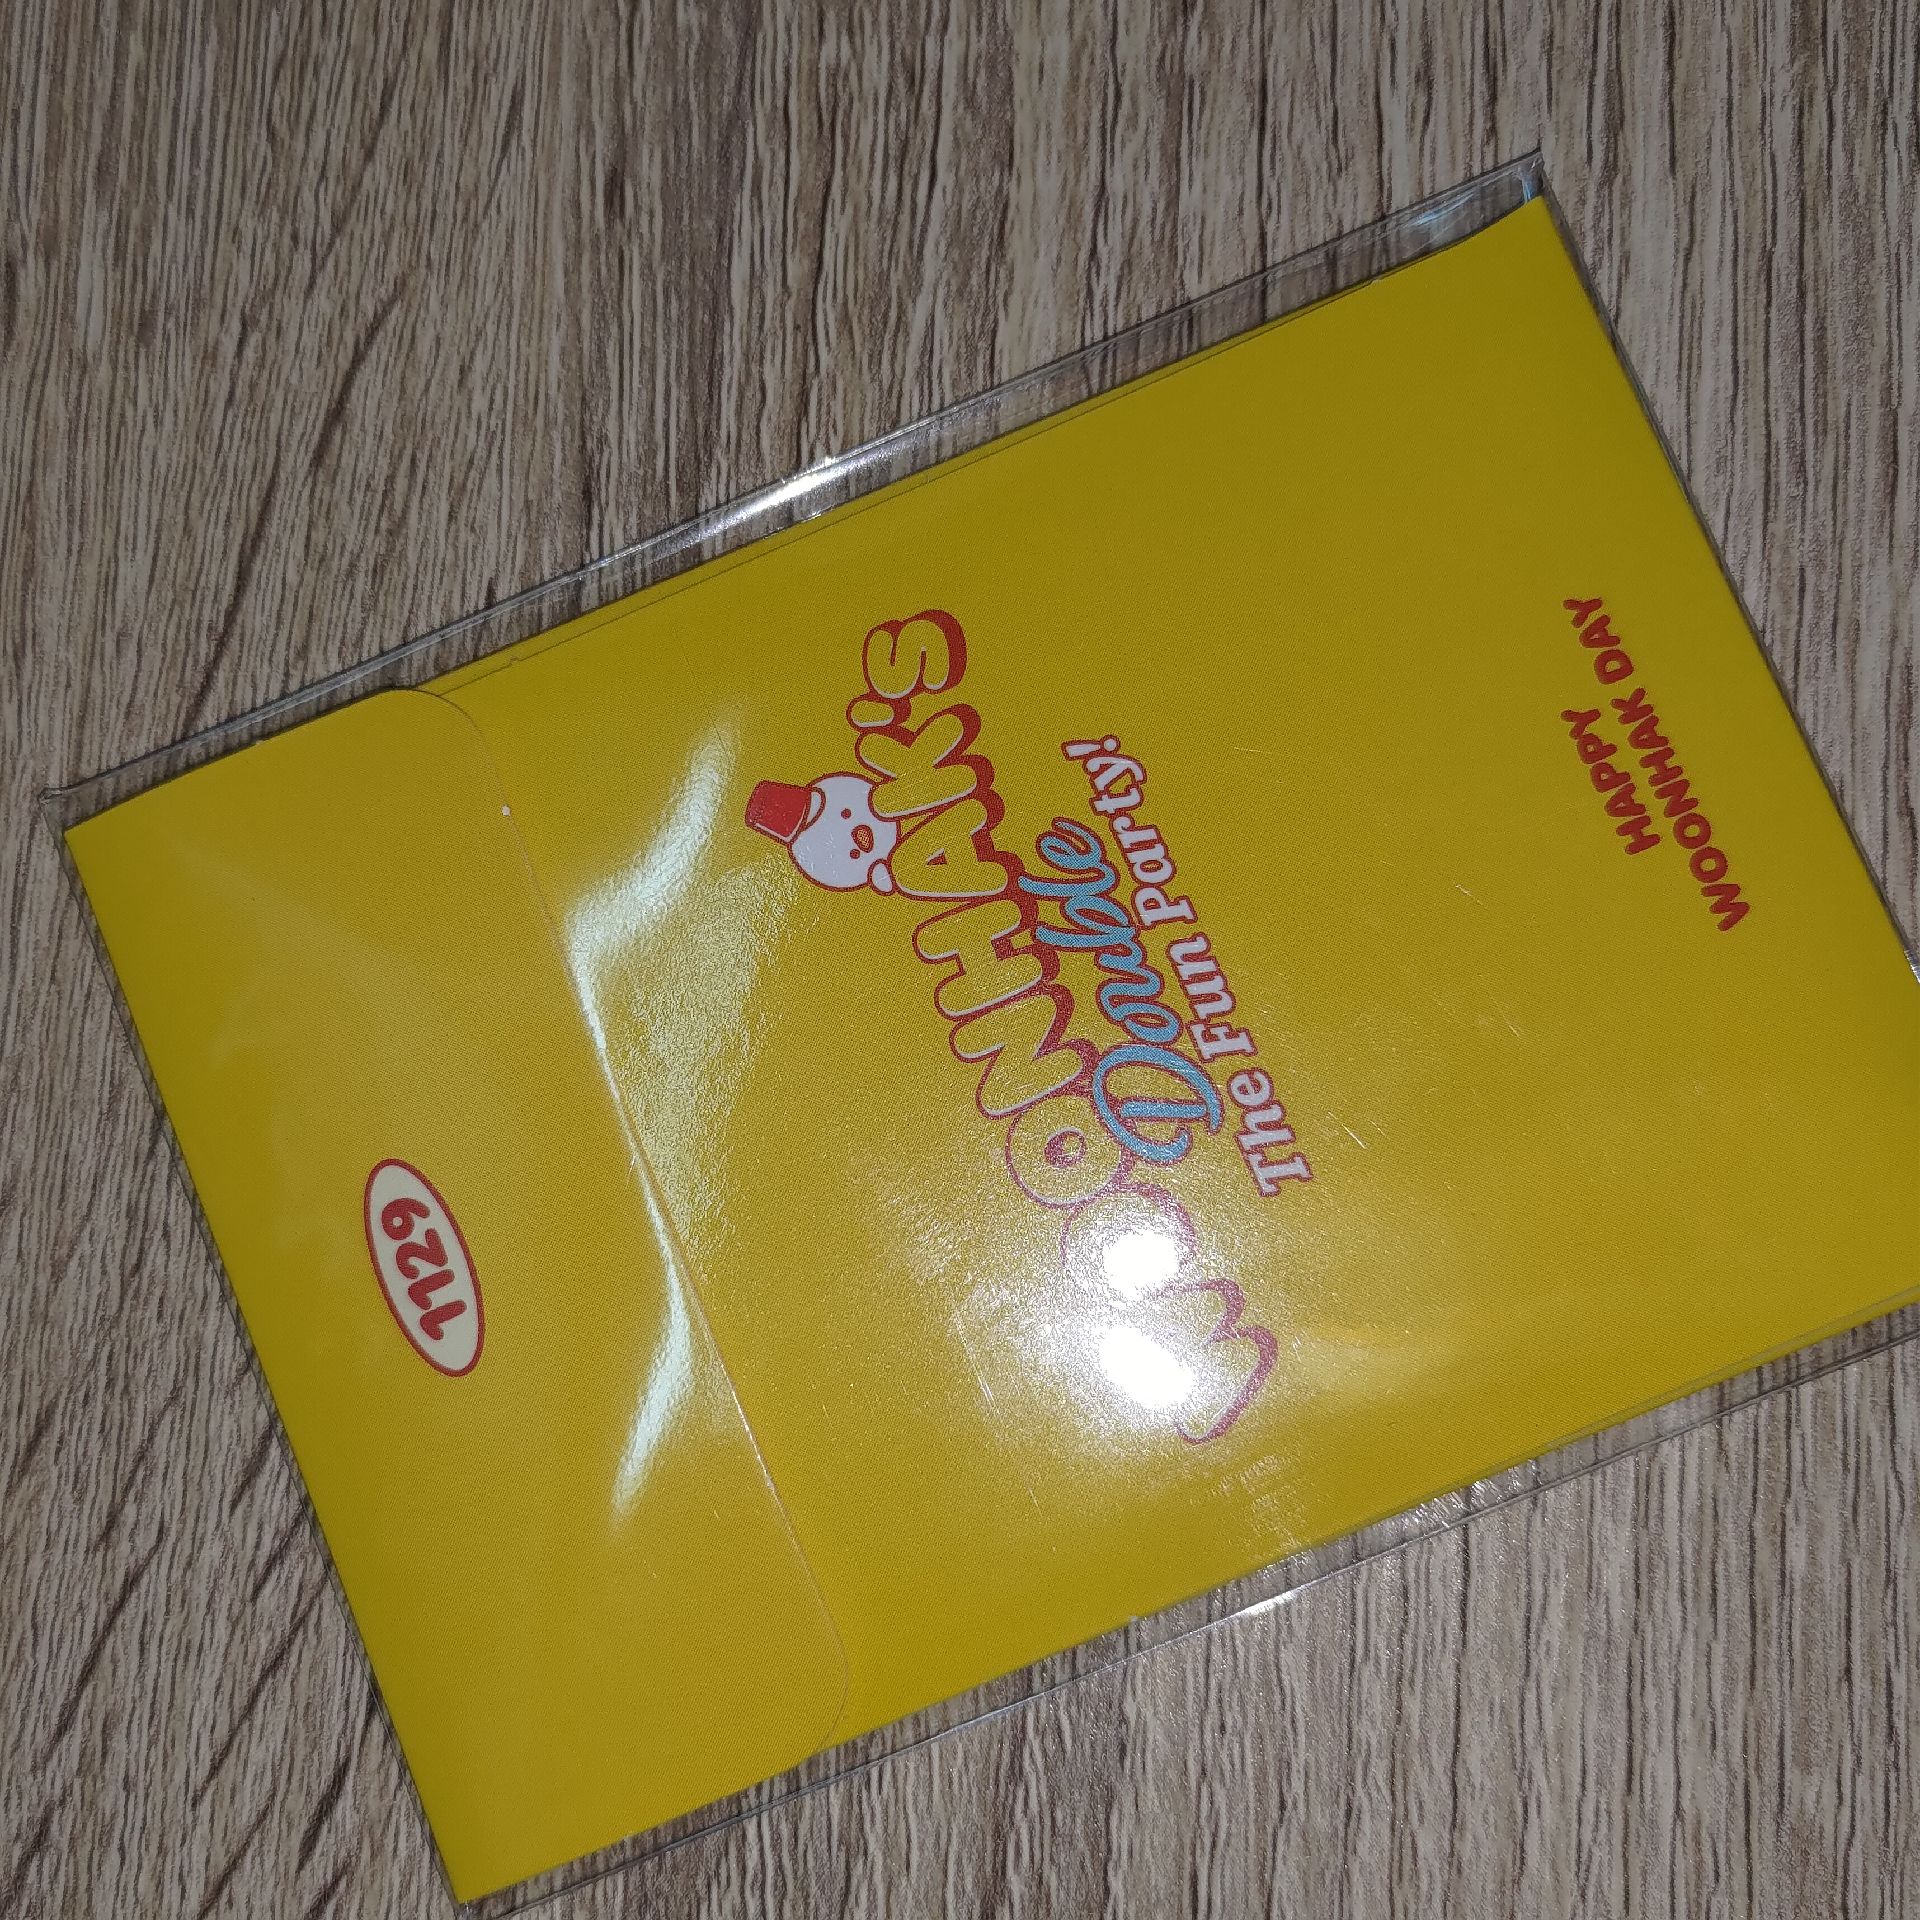 1129
WOONHAK's
Double
The Fun Party!
HAPPY
WOONHAK DAY